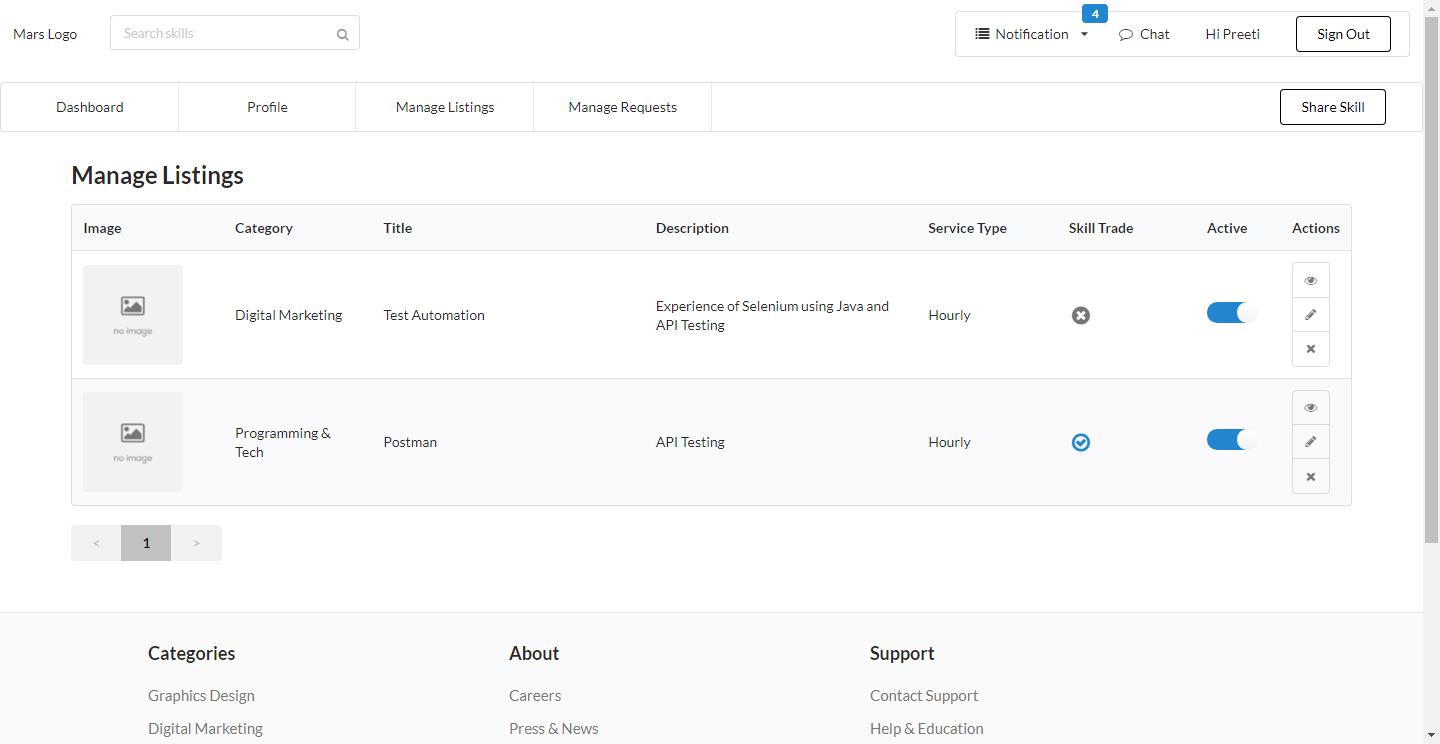 Mars Logo
Search skills
4
Notification
Chat
Hi Preeti
Sign Out
Dashboard
Profile
Manage Listings
Manage Requests
Share Skill
Manage Listings
Image
Category
Title
Description
Service Type
Skill Trade
Active
Actions
no image
Digital Marketing
Test Automation
Experience of Selenium using Java and
API Testing
Hourly
no image
Programming &
Tech
Postman
API Testing
Hourly
<
1
>
Categories
About
Support
Graphics Design
Careers
Contact Support
Digital Marketing
Press & News
Help & Education